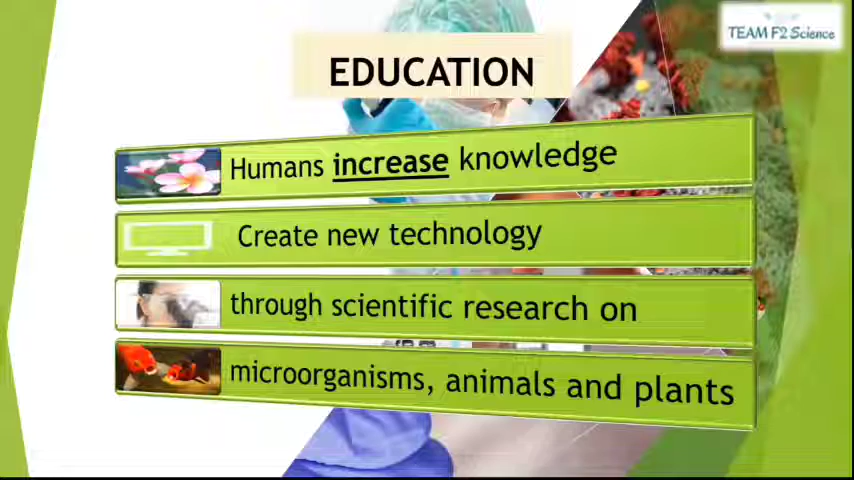 TEAM F2 Science
EDUCATION
Humans increase knowledge
Create new technology
through scientific research on
microorganisms, animals and plants